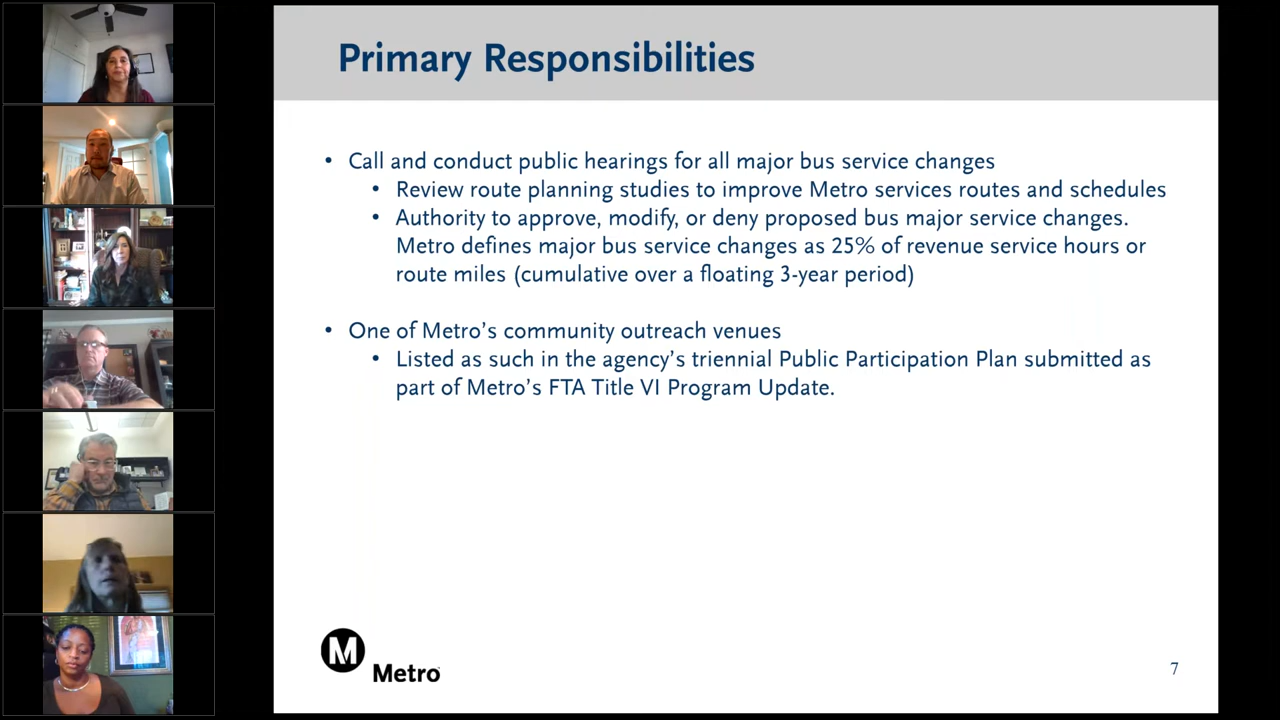 Primary Responsibilities
• Call and conduct public hearings for all major bus service changes
• Review route planning studies to improve Metro services routes and schedules
• Authority to approve, modify, or deny proposed bus major service changes.
Metro defines major bus service changes as 25% of revenue service hours or
route miles (cumulative over a floating 3-year period)
• One of Metro’s community outreach venues
• Listed as such in the agency’s triennial Public Participation Plan submitted as
part of Metro’s FTA Title VI Program Update.
M
Metro
7